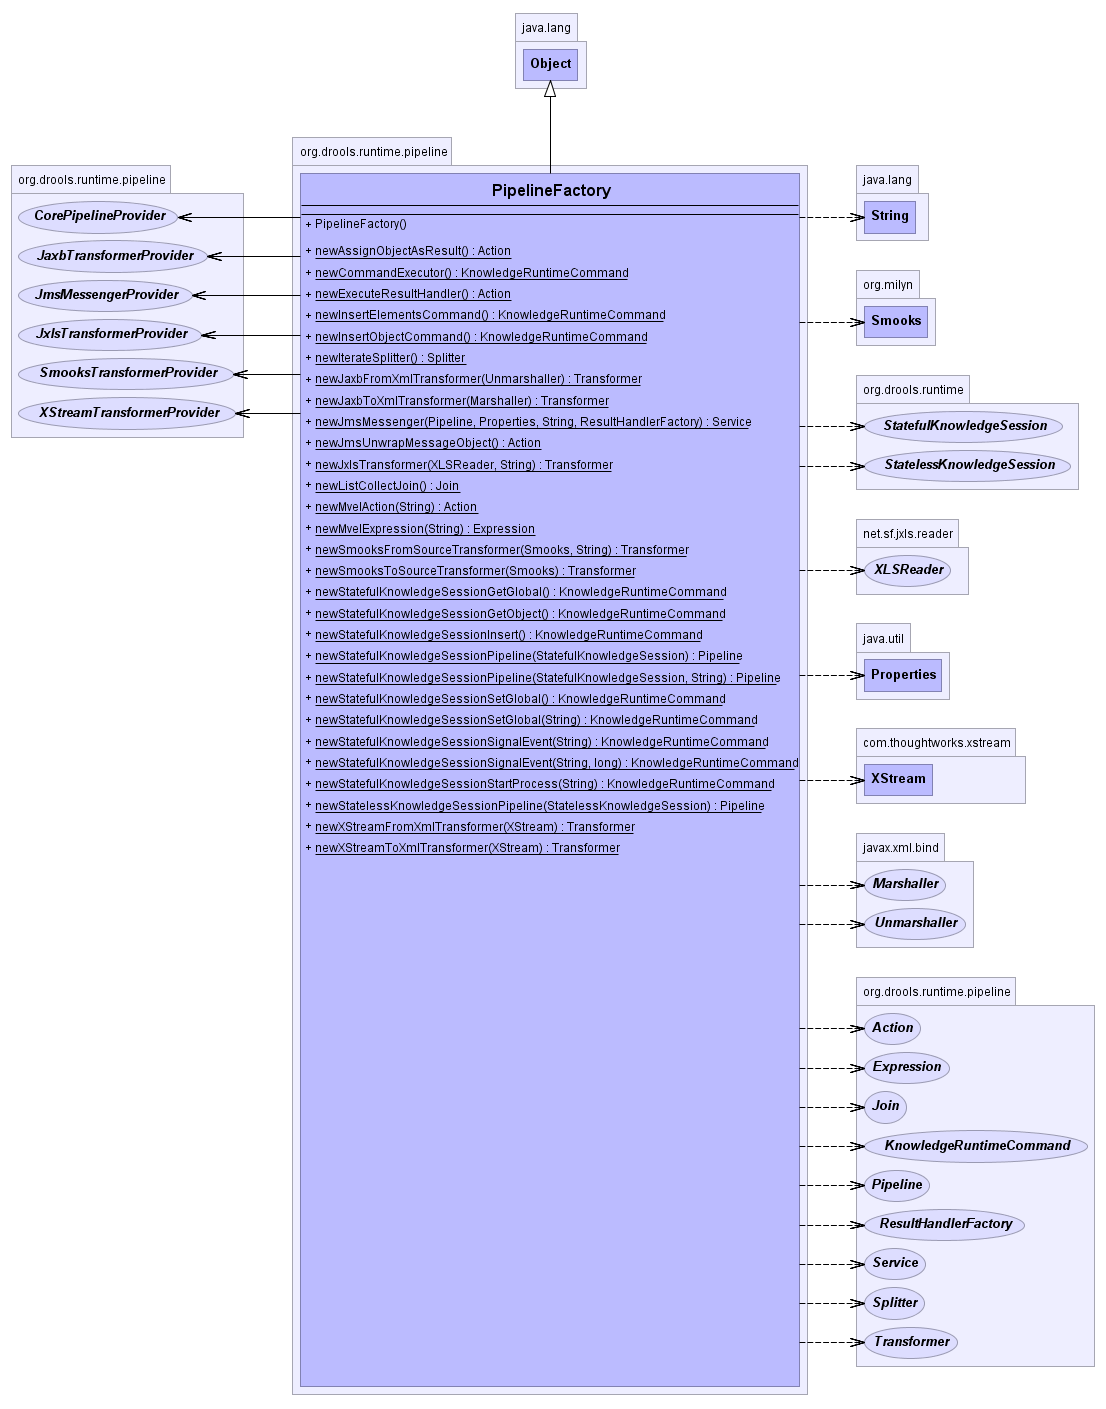 java.lang
Object
org.drools.runtime.pipeline
CorePipelineProvider
JaxbTransformerProvider
JmsMessengerProvider
JxlsTransformerProvider
SmooksTransformerProvider
XStreamTransformerProvider
org.drools.runtime.pipeline
PipelineFactory
+ PipelineFactory()
+ newAssignObjectAsResult() : Action
+ newCommandExecutor() : KnowledgeRuntimeCommand
+ newExecuteResultHandler() : Action
+ newInsertElementsCommand() : KnowledgeRuntimeCommand
+ newInsertObjectCommand() : KnowledgeRuntimeCommand
+ newIterateSplitter() : Splitter
+ newJaxbFromXmlTransformer(Unmarshaller) : Transformer
+ newJaxbToXmlTransformer(Marshaller) : Transformer
+ newJmsMessenger(Pipeline, Properties, String, ResultHandlerFactory) : Service
+ newJmsUnwrapMessageObject() : Action
+ newJxlsTransformer(XLSReader, String) : Transformer
+ newListCollectJoin() : Join
+ newMvelAction(String) : Action
+ newMvelExpression(String) : Expression
+ newSmooksFromSourceTransformer(Smooks, String) : Transformer
+ newSmooksToSourceTransformer(Smooks) : Transformer
+ newStatefulKnowledgeSessionGetGlobal() : KnowledgeRuntimeCommand
+ newStatefulKnowledgeSessionGetObject() : KnowledgeRuntimeCommand
+ newStatefulKnowledgeSessionInsert() : KnowledgeRuntimeCommand
+ newStatefulKnowledgeSessionPipeline(StatefulKnowledgeSession) : Pipeline
+ newStatefulKnowledgeSessionPipeline(StatefulKnowledgeSession, String) : Pipeline
+ newStatefulKnowledgeSessionSetGlobal() : KnowledgeRuntimeCommand
+ newStatefulKnowledgeSessionSetGlobal(String) : KnowledgeRuntimeCommand
+ newStatefulKnowledgeSessionSignalEvent(String) : KnowledgeRuntimeCommand
+ newStatefulKnowledgeSessionSignalEvent(String, long) : KnowledgeRuntimeCommand
+ newStatefulKnowledgeSessionStartProcess(String) : KnowledgeRuntimeCommand
+ newStatelessKnowledgeSessionPipeline(StatelessKnowledgeSession) : Pipeline
+ newXStreamFromXmlTransformer(XStream) : Transformer
+ newXStreamToXmlTransformer(XStream) : Transformer
java.lang
String
org.milyn
Smooks
org.drools.runtime
StatefulKnowledgeSession
StatelessKnowledgeSession
net.sf.jxls.reader
XLSReader
java.util
Properties
com.thoughtworks.xstream
XStream
javax.xml.bind
Marshaller
Unmarshaller
org.drools.runtime.pipeline
Action
Expression
Join
KnowledgeRuntimeCommand
Pipeline
ResultHandlerFactory
Service
Splitter
Transformer